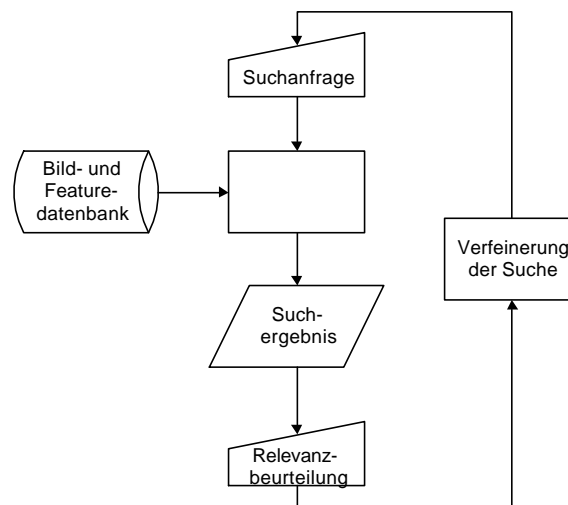 Suchanfrage
Bild- und
Feature-
datenbank
Verfeinerung
der Suche
Such-
ergebnis
Relevanz-
beurteilung